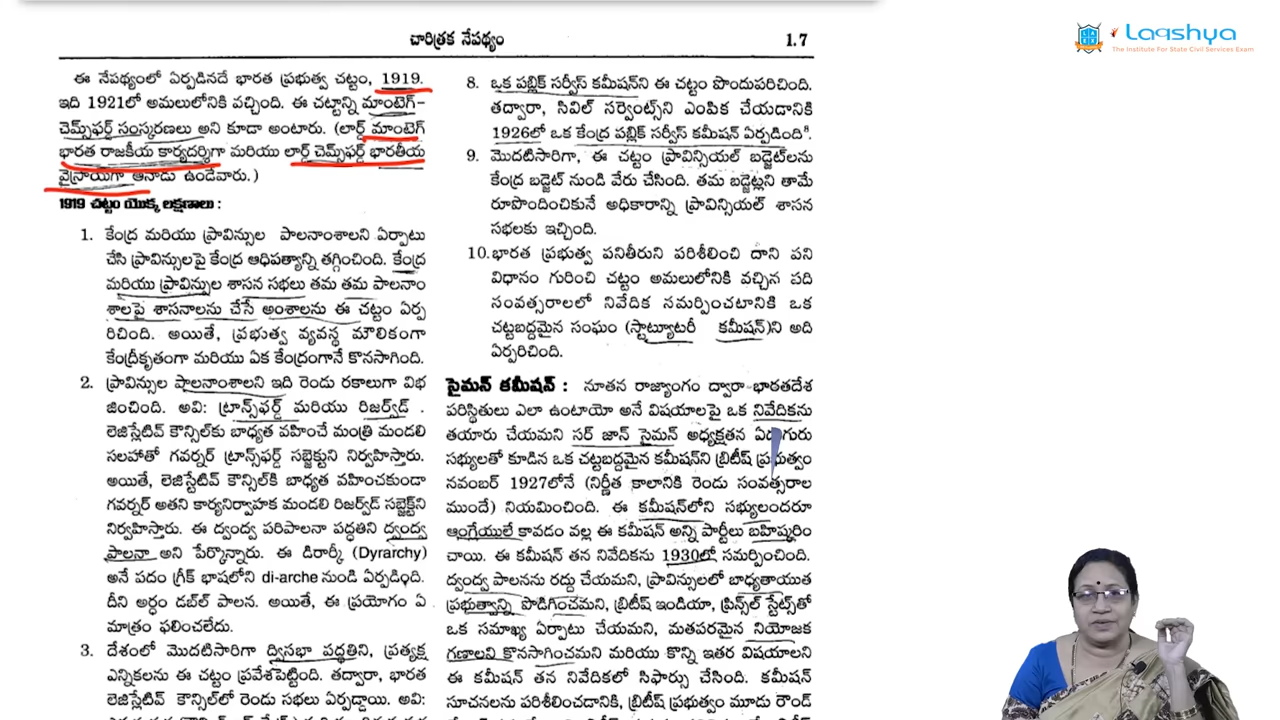 చారిత్రక నేపథ్యం
1.7
Laqshya
The Institute For State Civil Services Exam
ఈ నేపథ్యంలో ఏర్పడినదే భారత ప్రభుత్వ చట్టం, 1919.
ఇది 1921లో అమలులోనికి వచ్చింది. ఈ చట్టాన్ని మాంటెగ్-
చెమ్స్‌ఫర్డ్ సంస్కరణలు అని కూడా అంటారు. (లార్డ్ మాంటెగ్
భారత రాజకీయ కార్యదర్శిగా మరియు లార్డ్ చెమ్స్‌ఫర్డ్ భారతీయ
వైస్రాయిగా ఆనాడు ఉండేవారు.)
1919 చట్టం యొక్క లక్షణాలు :
1. కేంద్ర మరియు ప్రావిన్సుల పాలనాంశాలని ఏర్పాటు
చేసి ప్రావిన్సులపై కేంద్ర ఆధిపత్యాన్ని తగ్గించింది. కేంద్ర
మరియు ప్రావిన్సుల శాసన సభలు తమ తమ పాలనాం
శాలపై శాసనాలను చేసే అంశాలను ఈ చట్టం ఏర్ప
రిచింది. అయితే, ప్రభుత్వ వ్యవస్థ మౌలికంగా
కేంద్రీకృతంగా మరియు ఏక కేంద్రంగానే కొనసాగింది.
2. ప్రావిన్సుల పాలనాంశాలని ఇది రెండు రకాలుగా విభ
జించింది. అవి: ట్రాన్స్‌ఫర్డ్ మరియు రిజర్వ్‌డ్ .
లెజిస్లేటివ్ కౌన్సిల్‌కు బాధ్యత వహించే మంత్రి మండలి
సలహాతో గవర్నర్ ట్రాన్స్‌ఫర్డ్ సబ్జెక్టుని నిర్వహిస్తారు.
అయితే, లెజిస్టేటివ్ కౌన్సిల్‌కి బాధ్యత వహించకుండా
గవర్నర్ అతని కార్యనిర్వాహక మండలి రిజర్వ్‌డ్ సబ్జెక్ట్‌ని
నిర్వహిస్తారు. ఈ ద్వంద్వ పరిపాలనా పద్ధతిని ద్వంద్వ
పాలనా అని పేర్కొన్నారు. ఈ డిరార్కీ (Dyrarchy)
అనే పదం గ్రీక్ భాషలోని di-arche నుండి ఏర్పడింది.
దీని అర్థం డబ్‌ల్ పాలన. అయితే, ఈ ప్రయోగం ఏ
మాత్రం ఫలించలేదు.
3. దేశంలో మొదటిసారిగా ద్విసభా పద్ధతిని, ప్రత్యక్ష
ఎన్నికలను ఈ చట్టం ప్రవేశపెట్టింది. తద్వారా, భారత
లెజిస్లేటివ్ కౌన్సిల్‌లో రెండు సభలు ఏర్పడ్డాయి. అవి:
8. ఒక పబ్లిక్ సర్వీస్ కమీషన్‌ని ఈ చట్టం పొందుపరిచింది.
తద్వారా, సివిల్ సర్వెంట్స్‌ని ఎంపిక చేయడానికి
1926లో ఒక కేంద్ర పబ్లిక్ సర్వీస్ కమీషన్ ఏర్పడింది⁸.
9. మొదటిసారిగా, ఈ చట్టం ప్రావిన్సియల్ బడ్జెట్‌లను
కేంద్ర బడ్జెట్ నుండి వేరు చేసింది. తమ బడ్జెట్లని తామే
రూపొందించికునే అధికారాన్ని ప్రావిన్సియల్ శాసన
సభలకు ఇచ్చింది.
10. భారత ప్రభుత్వ పనితీరుని పరిశీలించి దాని పని
విధానం గురించి చట్టం అమలులోనికి వచ్చిన పది
సంవత్సరాలలో నివేదిక సమర్పించటానికి ఒక
చట్టబద్దమైన సంఘం (స్టాట్యూటరీ కమీషన్)ని అది
ఏర్పరిచింది.
సైమన్ కమీషన్ : నూతన రాజ్యాంగం ద్వారా భారతదేశ
పరిస్థితులు ఎలా ఉంటాయో అనే విషయాలపై ఒక నివేదికను
తయారు చేయమని సర్ జాన్ సైమన్ అధ్యక్షతన ఏడుగురు
సభ్యులతో కూడిన ఒక చట్టబద్దమైన కమీషన్‌ని బ్రిటీష్ ప్రభుత్వం
నవంబర్ 1927లోనే (నిర్ణీత కాలానికి రెండు సంవత్సరాల
ముందే) నియమించింది. ఈ కమీషన్‌లోని సభ్యులందరూ
ఆంగ్లేయులే కావడం వల్ల ఈ కమీషన్ అన్ని పార్టీలు బహిష్కరిం
చాయి. ఈ కమీషన్ తన నివేదికను 1930లో సమర్పించింది.
ద్వంద్వ పాలనను రద్దు చేయమని, ప్రావిన్సులలో బాధ్యతాయుత
ప్రభుత్వాన్ని పొడిగించమని, బ్రిటీష్ ఇండియా, ప్రిన్స్‌ల్ స్టేట్స్‌తో
ఒక సమాఖ్య ఏర్పాటు చేయమని, మతపరమైన నియోజక
గణాలని కొనసాగించమని మరియు కొన్ని ఇతర విషయాలని
ఈ కమీషన్ తన నివేదికలో సిఫార్సు చేసింది. కమీషన్
సూచనలను పరిశీలించడానికి, బ్రిటీష్ ప్రభుత్వం మూడు రౌండ్